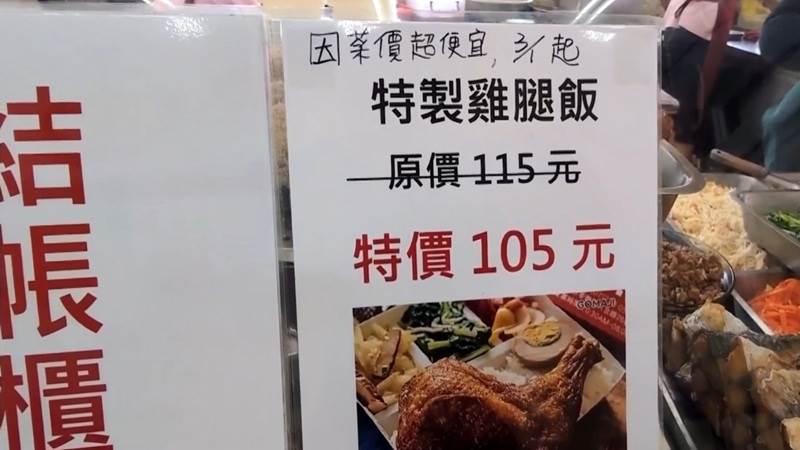 結帳櫃
因菜價超便宜, 3/1起
特製雞腿飯
原價 115 元
特價 105 元
GOMAJI